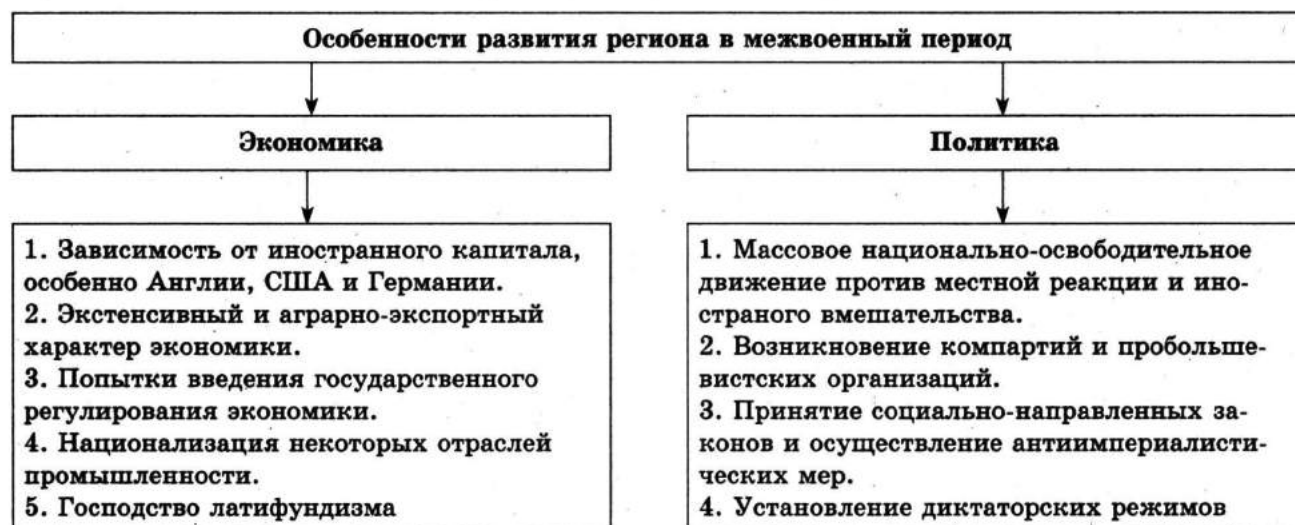 Особенности развития региона в межвоенный период
Экономика
1. Зависимость от иностранного капитала,
особенно Англии, США и Германии.
2. Экстенсивный и аграрно-экспортный
характер экономики.
3. Попытки введения государственного
регулирования экономики.
4. Национализация некоторых отраслей
промышленности.
5. Господство латифундизма
Политика
1. Массовое национально-освободительное
движение против местной реакции и ино-
страного вмешательства.
2. Возникновение компартий и пробольше-
вистских организаций.
3. Принятие социально-направленных за-
конов и осуществление антиимпериалисти-
ческих мер.
4. Установление диктаторских режимов